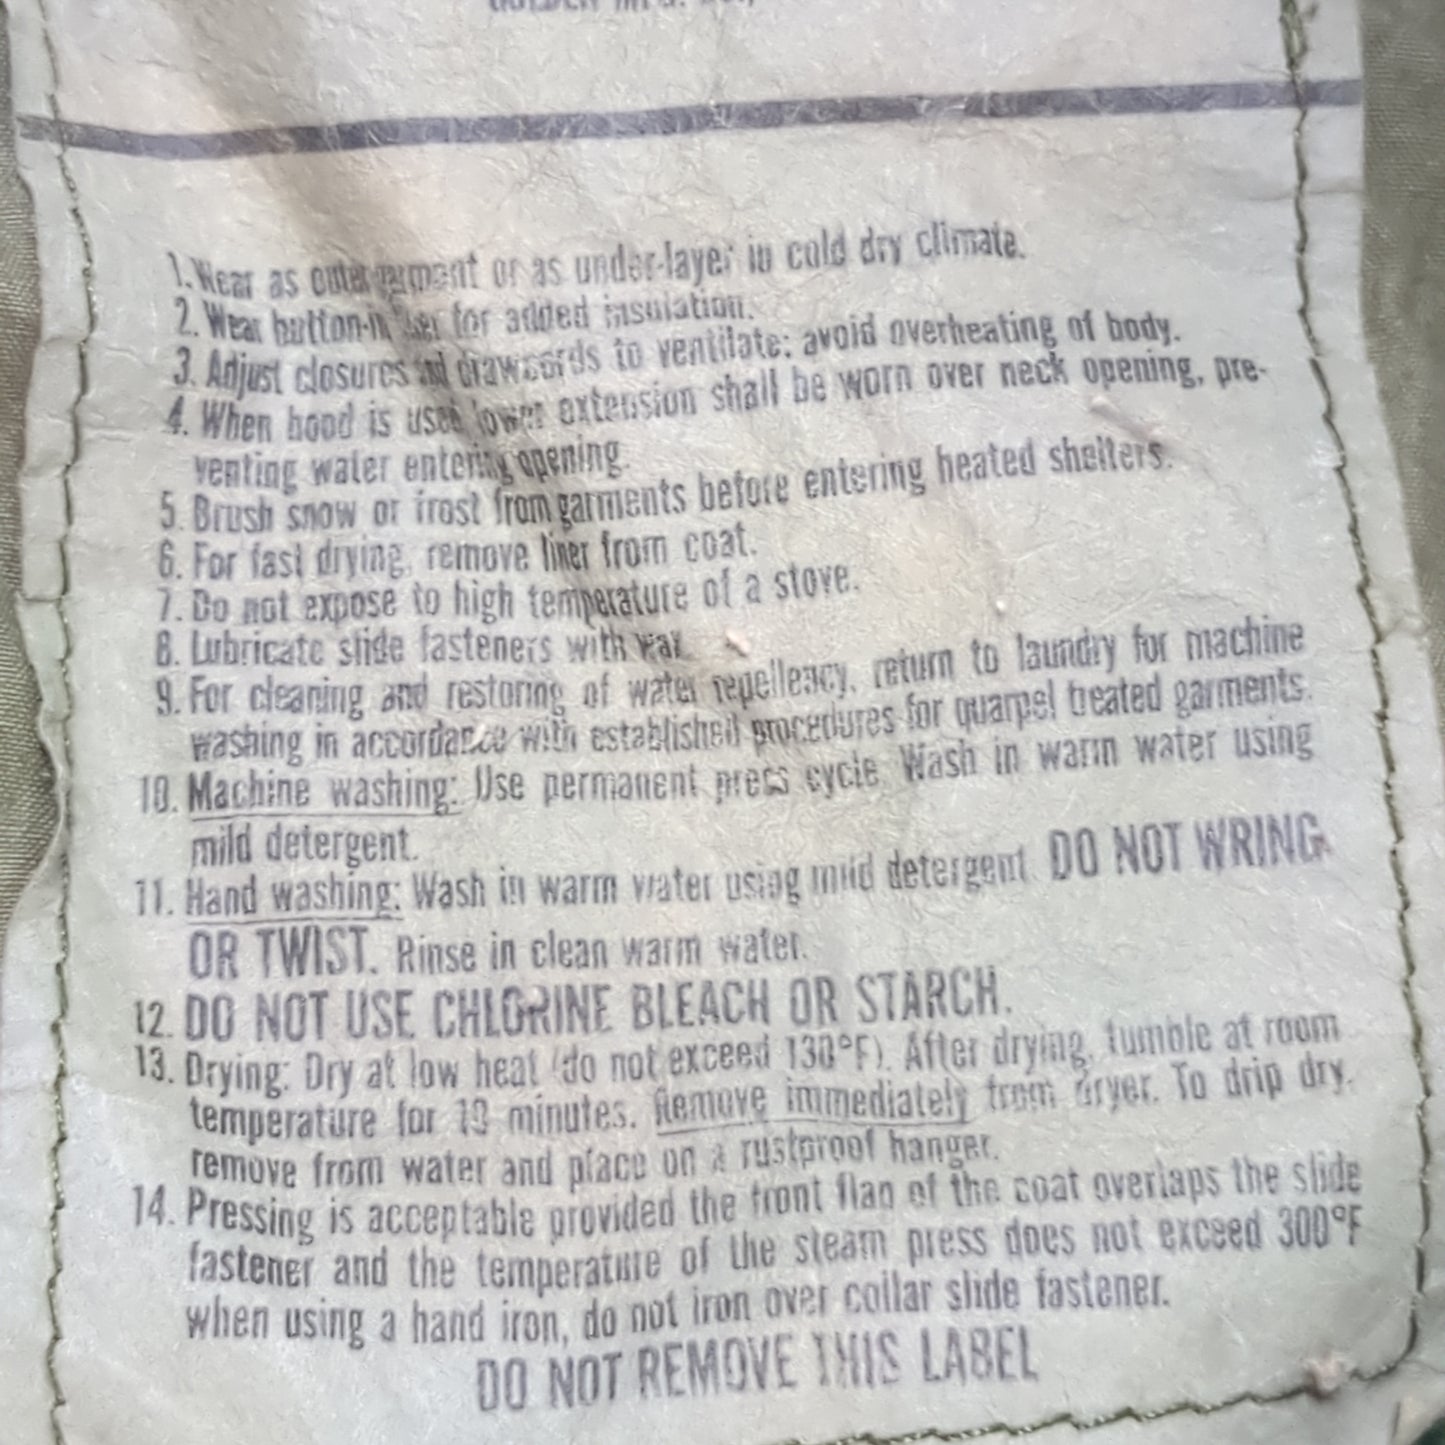 1. Wear as outergarment or as under-layer in cold dry climate.
2. Wear button-in liner for added insulation.
3. Adjust closures and drawcords to ventilate; avoid overheating of body.
4. When hood is used lower extension shall be worn over neck opening, pre-
venting water entering opening.
5. Brush snow or frost from garments before entering heated shelters.
6. For fast drying, remove liner from coat.
7. Do not expose to high temperature of a stove.
8. Lubricate slide fasteners with wax
9. For cleaning and restoring of water repellency, return to laundry for machine
washing in accordance with established procedures for quarpel treated garments.
10. Machine washing: Use permanent press cycle. Wash in warm water using
mild detergent.
11. Hand washing: Wash in warm water using mild detergent. DO NOT WRING
OR TWIST. Rinse in clean warm water.
12. DO NOT USE CHLORINE BLEACH OR STARCH.
13. Drying: Dry at low heat (do not exceed 130°F). After drying, tumble at room
temperature for 10 minutes. Remove immediately from dryer. To drip dry,
remove from water and place on a rustproof hanger.
14. Pressing is acceptable provided the front flap of the coat overlaps the slide
fastener and the temperature of the steam press does not exceed 300°F
when using a hand iron, do not iron over collar slide fastener.
DO NOT REMOVE THIS LABEL